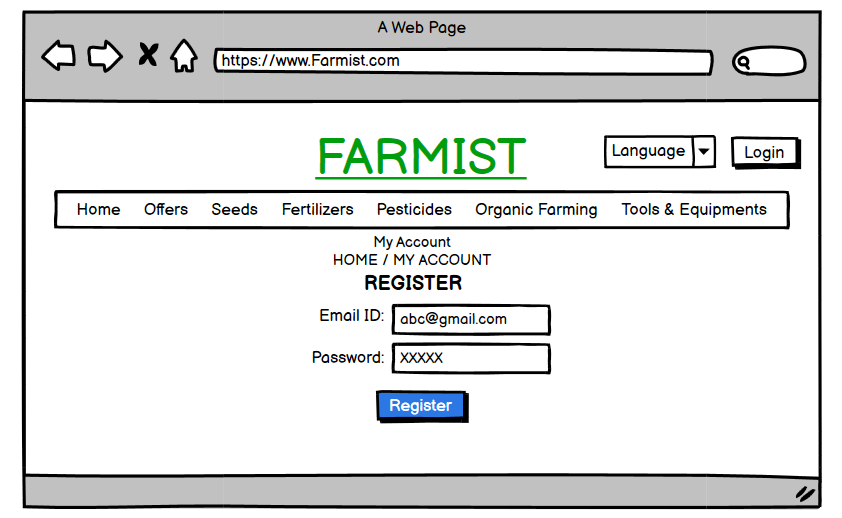 A Web Page
https://www.Farmist.com
FARMIST
Language
Login
Home Offers Seeds Fertilizers Pesticides Organic Farming Tools & Equipments
My Account
HOME / MY ACCOUNT
REGISTER
Email ID: abc@gmail.com
Password: XXXXX
Register